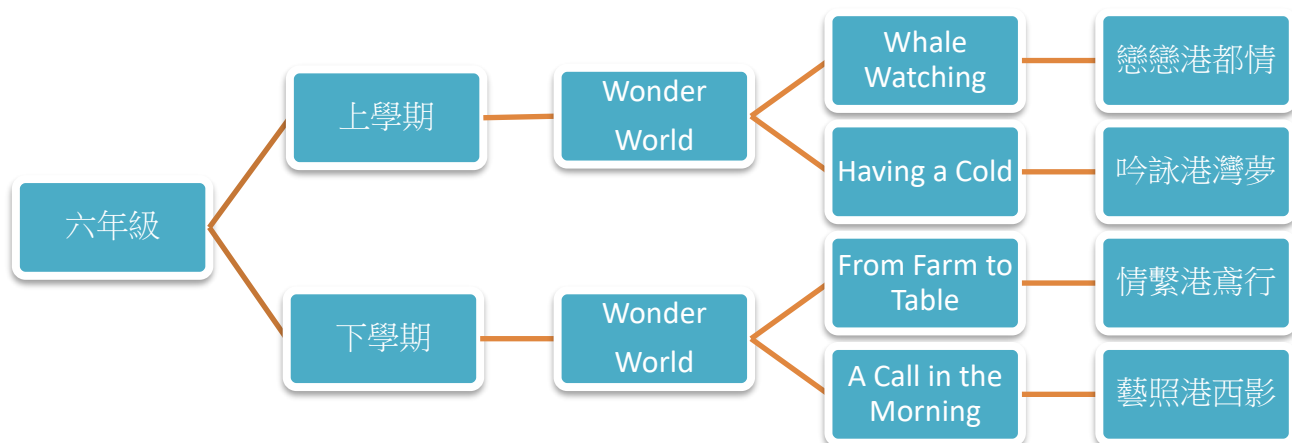 六年級
上學期
Wonder
World
Whale
Watching
戀戀港都情
Having a Cold
吟詠港灣夢
下學期
Wonder
World
From Farm to
Table
情繫港鳶行
A Call in the
Morning
藝照港西影